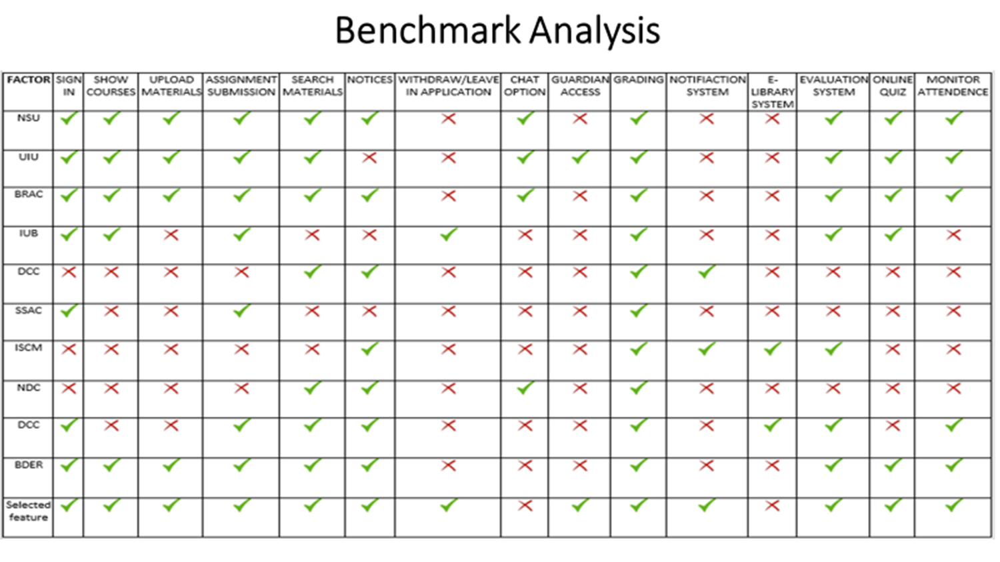 Benchmark Analysis
FACTOR SIGN IN SHOW COURSES UPLOAD MATERIALS ASSIGNMENT SUBMISSION SEARCH MATERIALS NOTICES WITHDRAW/LEAVE IN APPLICATION CHAT OPTION GUARDIAN ACCESS GRADING NOTIFIACTION SYSTEM E-LIBRARY SYSTEM EVALUATION SYSTEM ONLINE QUIZ MONITOR ATTENDENCE
NSU
UIU
BRAC
IUB
DCC
SSAC
ISCM
NDC
DCC
BDER
Selected
feature